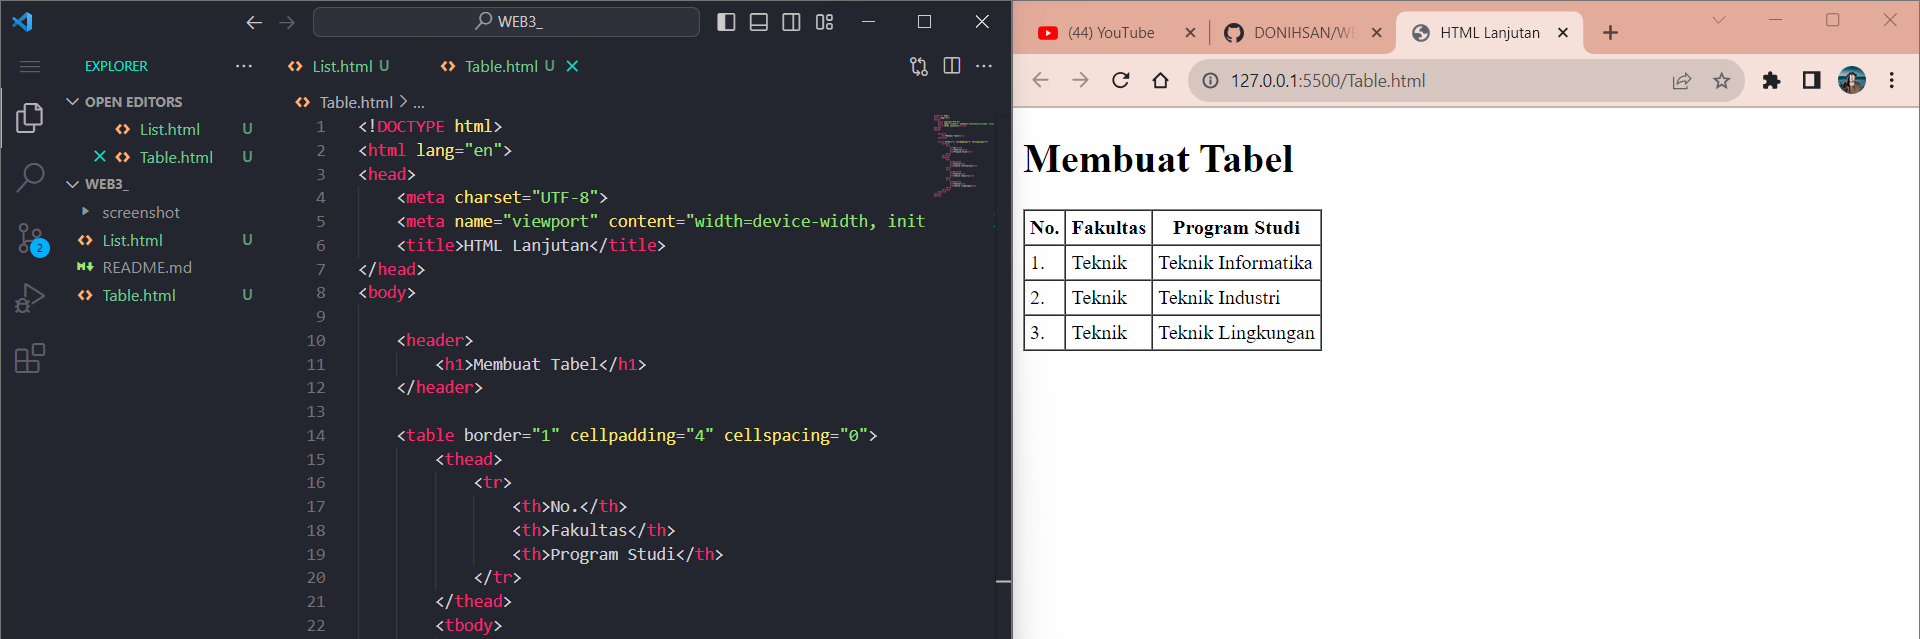 WEB3_
EXPLORER
OPEN EDITORS
List.html U
Table.html U
WEB3_
screenshot
List.html U
README.md
Table.html U
2
List.html U
Table.html U
Table.html > ...
1 <!DOCTYPE html>
2 <html lang="en">
3 <head>
4 <meta charset="UTF-8">
5 <meta name="viewport" content="width=device-width, init
6 <title>HTML Lanjutan</title>
7 </head>
8 <body>
9
10 <header>
11 <h1>Membuat Tabel</h1>
12 </header>
13
14 <table border="1" cellpadding="4" cellspacing="0">
15 <thead>
16 <tr>
17 <th>No.</th>
18 <th>Fakultas</th>
19 <th>Program Studi</th>
20 </tr>
21 </thead>
22 <tbody>
(44) YouTube
DONIHSAN/WE
HTML Lanjutan
127.0.0.1:5500/Table.html
Membuat Tabel
No. Fakultas Program Studi
1. Teknik Teknik Informatika
2. Teknik Teknik Industri
3. Teknik Teknik Lingkungan